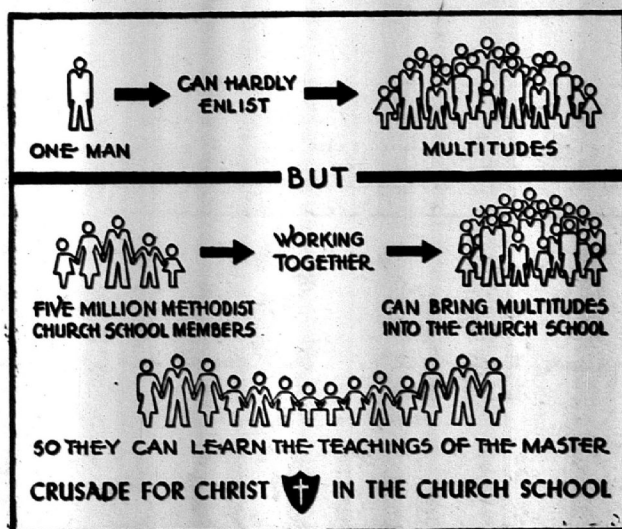 CAN HARDLY
ENLIST
ONE MAN
MULTITUDES
BUT
WORKING
TOGETHER
FIVE MILLION METHODIST
CHURCH SCHOOL MEMBERS
CAN BRING MULTITUDES
INTO THE CHURCH SCHOOL
SO THEY CAN LEARN THE TEACHINGS OF THE MASTER
CRUSADE FOR CHRIST IN THE CHURCH SCHOOL